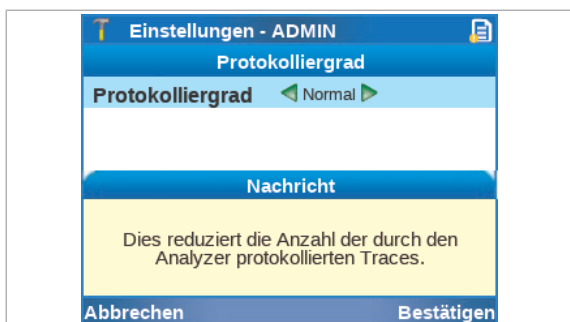 Einstellungen - ADMIN
Protokolliergrad
Protokolliergrad Normal
Nachricht
Dies reduziert die Anzahl der durch den
Analyzer protokollierten Traces.
Abbrechen Bestätigen